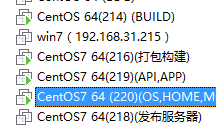 CentOS 64(214) (BUILD)
win7（192.168.31.215 )
CentOS7 64(216)(打包构建)
CentOS7 64(219)(API,APP)
CentOS7 64 (220)(OS,HOME,M
CentOS7 64(218)(发布服务器)